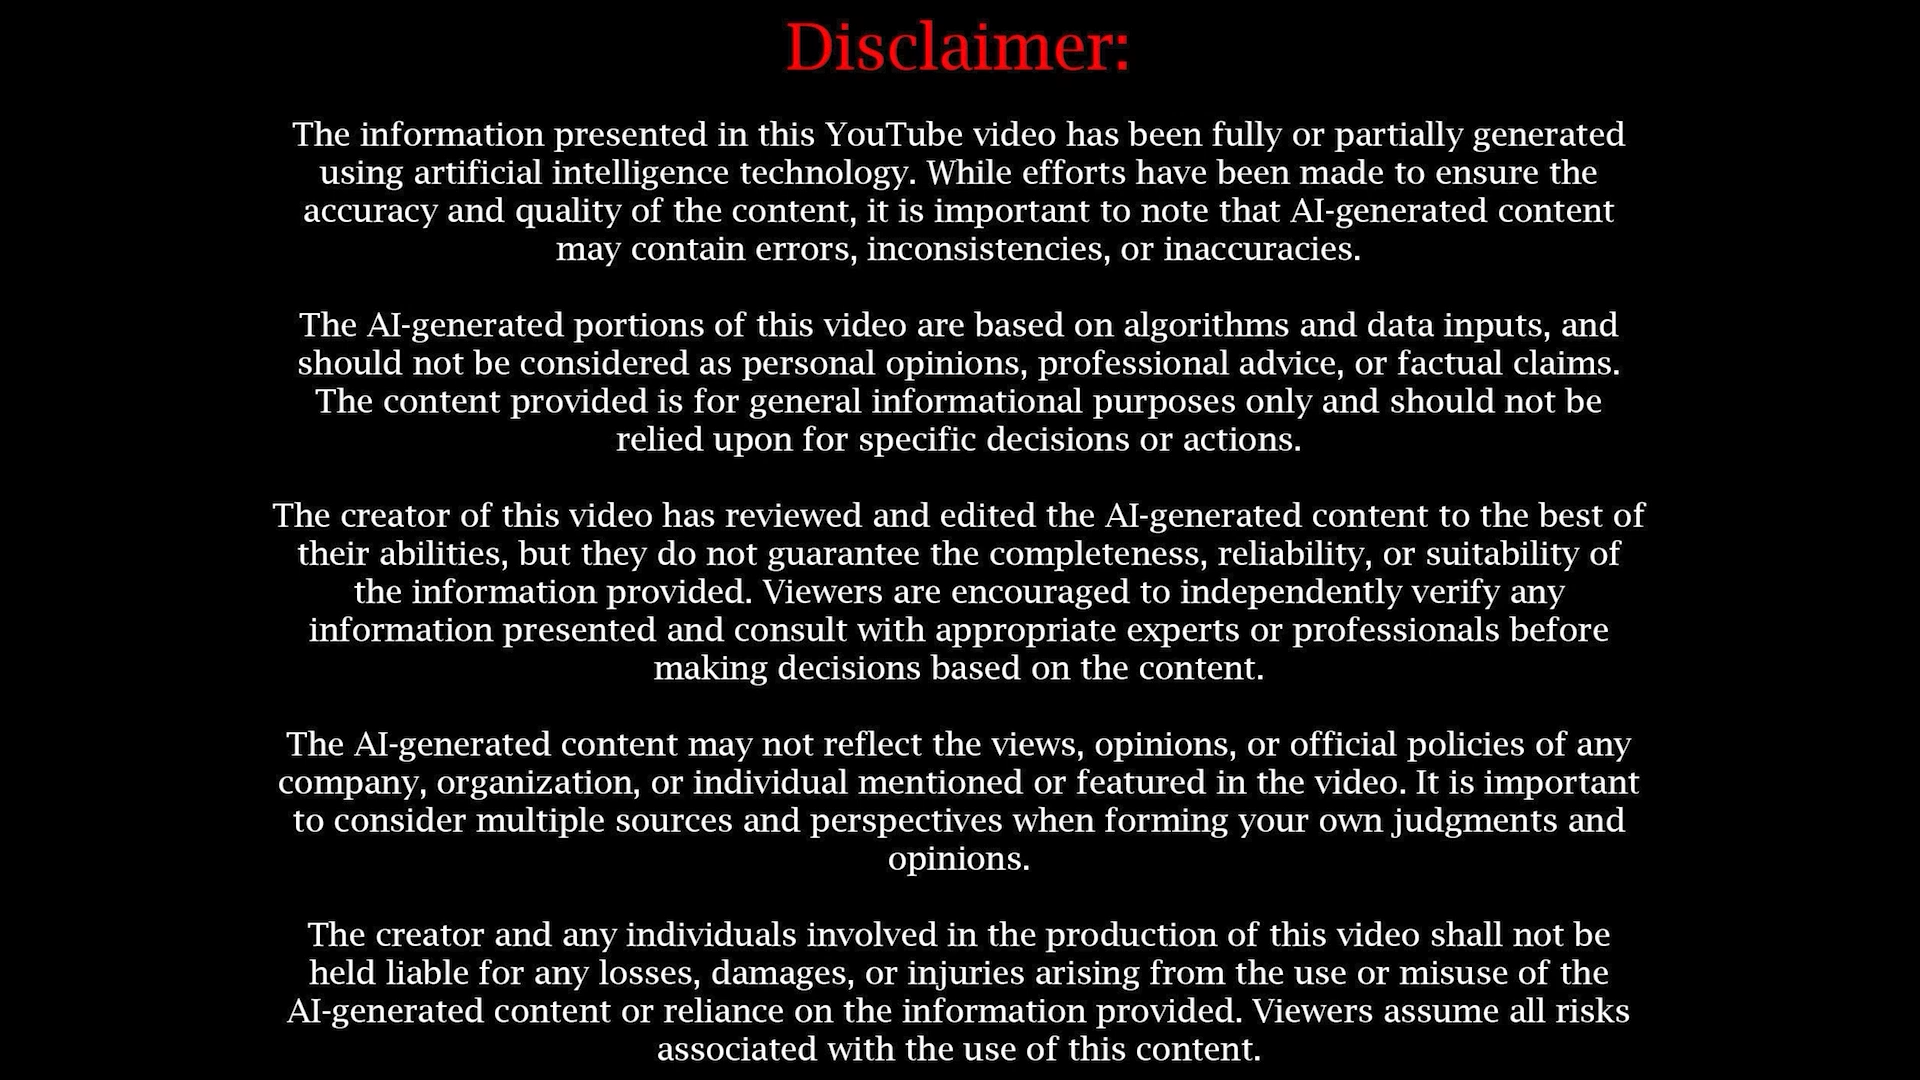 Disclaimer:
The information presented in this YouTube video has been fully or partially generated
using artificial intelligence technology. While efforts have been made to ensure the
accuracy and quality of the content, it is important to note that AI-generated content
may contain errors, inconsistencies, or inaccuracies.
The AI-generated portions of this video are based on algorithms and data inputs, and
should not be considered as personal opinions, professional advice, or factual claims.
The content provided is for general informational purposes only and should not be
relied upon for specific decisions or actions.
The creator of this video has reviewed and edited the AI-generated content to the best of
their abilities, but they do not guarantee the completeness, reliability, or suitability of
the information provided. Viewers are encouraged to independently verify any
information presented and consult with appropriate experts or professionals before
making decisions based on the content.
The AI-generated content may not reflect the views, opinions, or official policies of any
company, organization, or individual mentioned or featured in the video. It is important
to consider multiple sources and perspectives when forming your own judgments and
opinions.
The creator and any individuals involved in the production of this video shall not be
held liable for any losses, damages, or injuries arising from the use or misuse of the
AI-generated content or reliance on the information provided. Viewers assume all risks
associated with the use of this content.